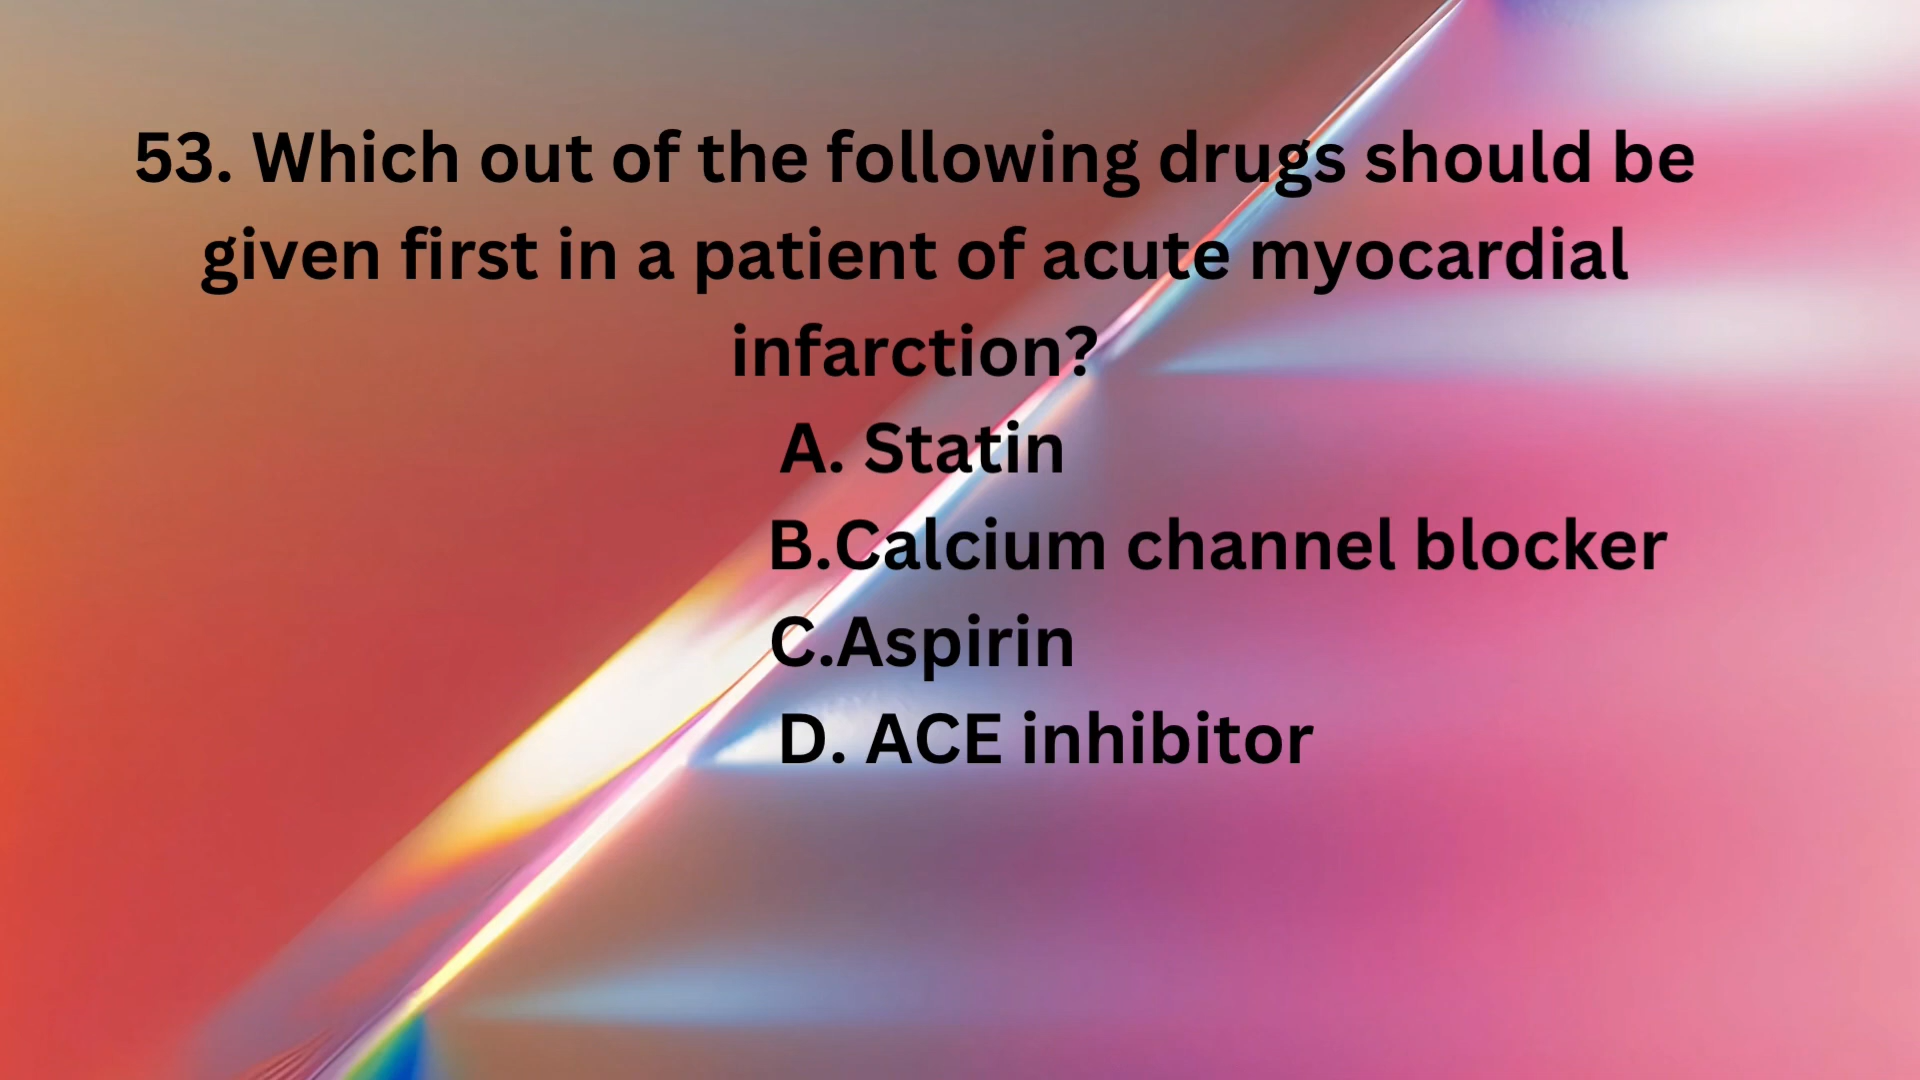 53. Which out of the following drugs should be
given first in a patient of acute myocardial
infarction?
A. Statin
B.Calcium channel blocker
C.Aspirin
D. ACE inhibitor